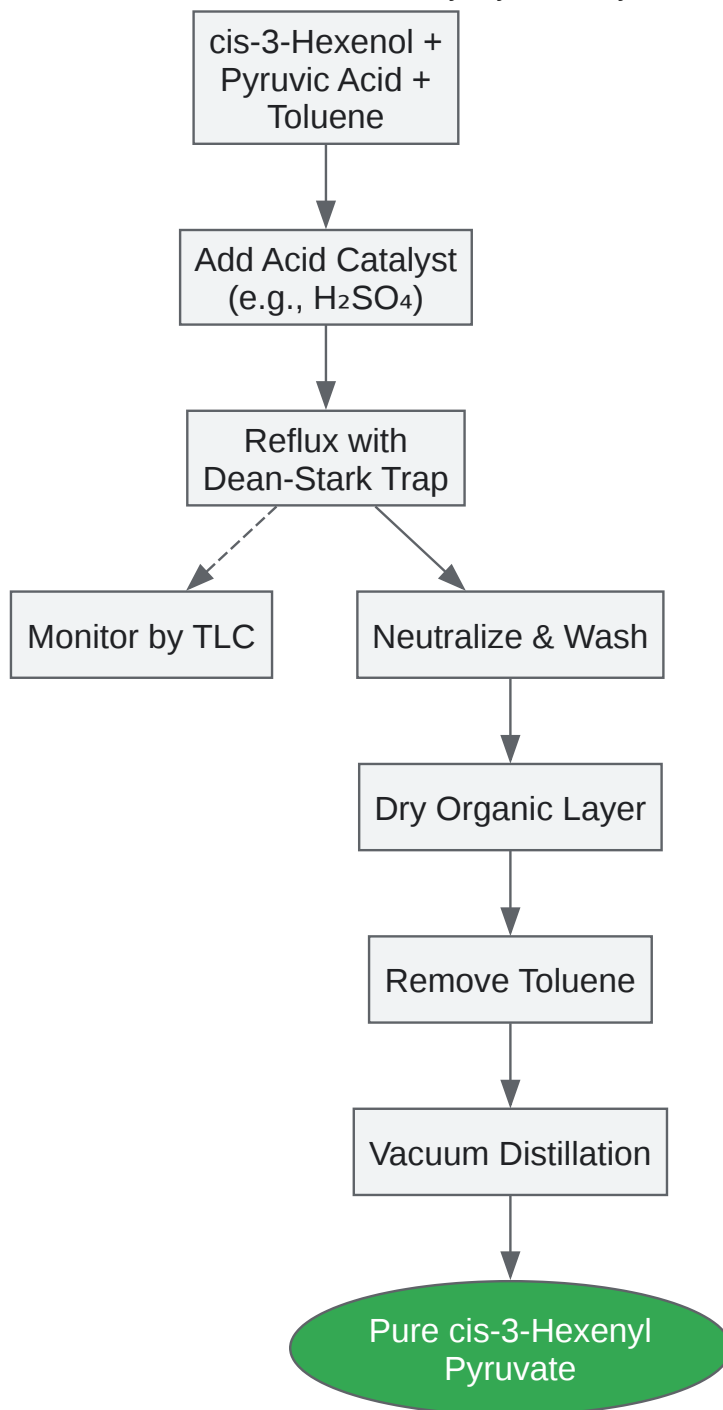 cis-3-Hexenol +
Pyruvic Acid +
Toluene
Add Acid Catalyst
(e.g., H₂SO₄)
Reflux with
Dean-Stark Trap
Monitor by TLC
Neutralize & Wash
Dry Organic Layer
Remove Toluene
Vacuum Distillation
Pure cis-3-Hexenyl
Pyruvate